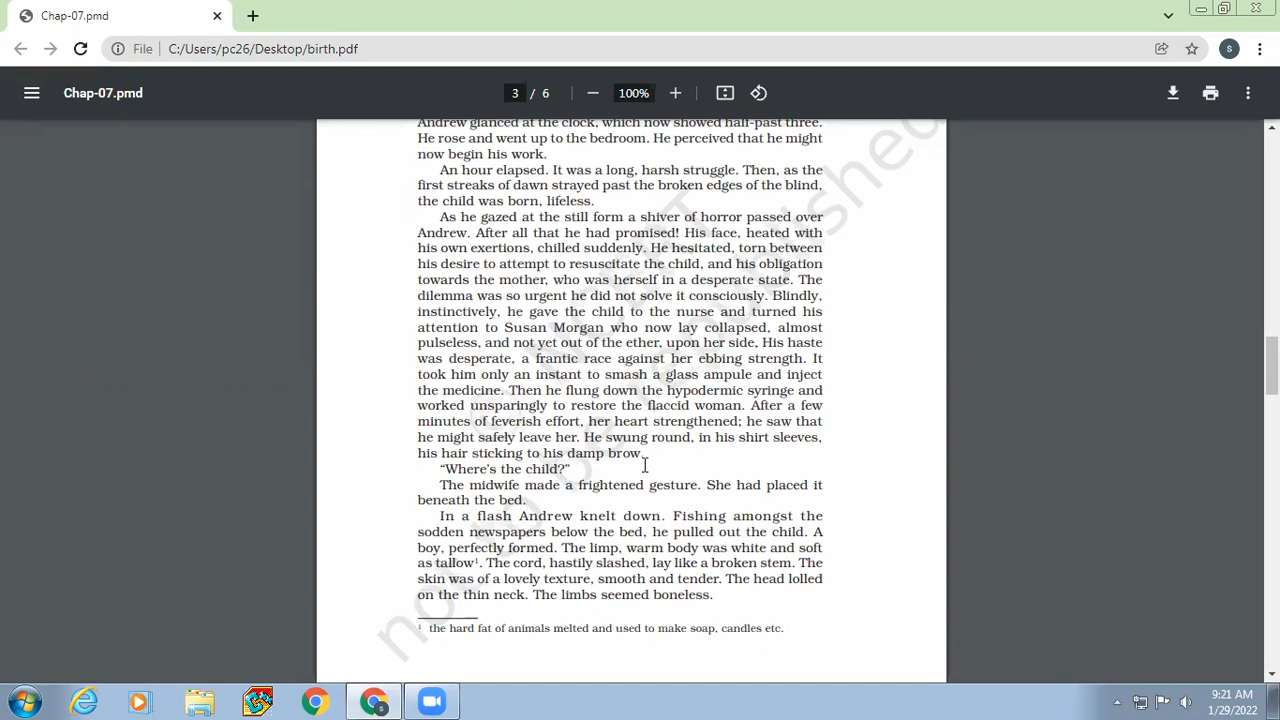 Chap-07.pmd
File
C:/Users/pc26/Desktop/birth.pdf
S
Chap-07.pmd
3 / 6
100%
Andrew glanced at the clock, which now showed half-past three.
He rose and went up to the bedroom. He perceived that he might
now begin his work.
An hour elapsed. It was a long, harsh struggle. Then, as the
first streaks of dawn strayed past the broken edges of the blind,
the child was born, lifeless.
As he gazed at the still form a shiver of horror passed over
Andrew. After all that he had promised! His face, heated with
his own exertions, chilled suddenly. He hesitated, torn between
his desire to attempt to resuscitate the child, and his obligation
towards the mother, who was herself in a desperate state. The
dilemma was so urgent he did not solve it consciously. Blindly,
instinctively, he gave the child to the nurse and turned his
attention to Susan Morgan who now lay collapsed, almost
pulseless, and not yet out of the ether, upon her side, His haste
was desperate, a frantic race against her ebbing strength. It
took him only an instant to smash a glass ampule and inject
the medicine. Then he flung down the hypodermic syringe and
worked unsparingly to restore the flaccid woman. After a few
minutes of feverish effort, her heart strengthened; he saw that
he might safely leave her. He swung round, in his shirt sleeves,
his hair sticking to his damp brow.
“Where’s the child?”
The midwife made a frightened gesture. She had placed it
beneath the bed.
In a flash Andrew knelt down. Fishing amongst the
sodden newspapers below the bed, he pulled out the child. A
boy, perfectly formed. The limp, warm body was white and soft
as tallow¹. The cord, hastily slashed, lay like a broken stem. The
skin was of a lovely texture, smooth and tender. The head lolled
on the thin neck. The limbs seemed boneless.
¹ the hard fat of animals melted and used to make soap, candles etc.
9:21 AM
1/29/2022